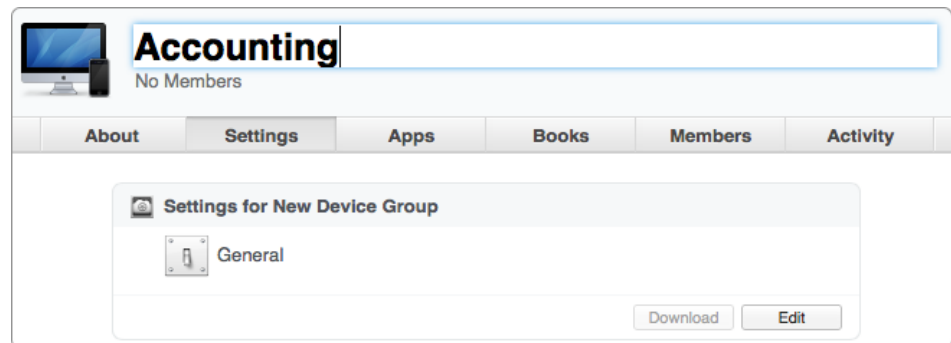 Accounting
No Members
About Settings Apps Books Members Activity
Settings for New Device Group
General
Download Edit